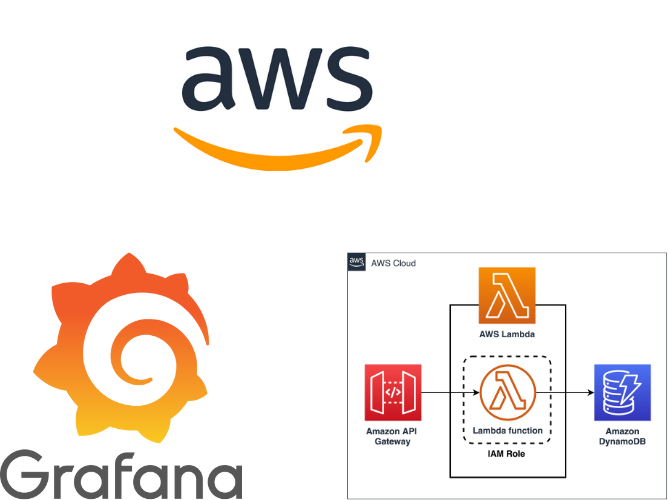 aws
Grafana
aws
AWS Cloud
AWS Lambda
Amazon API
Gateway
Lambda function
Amazon
DynamoDB
IAM Role